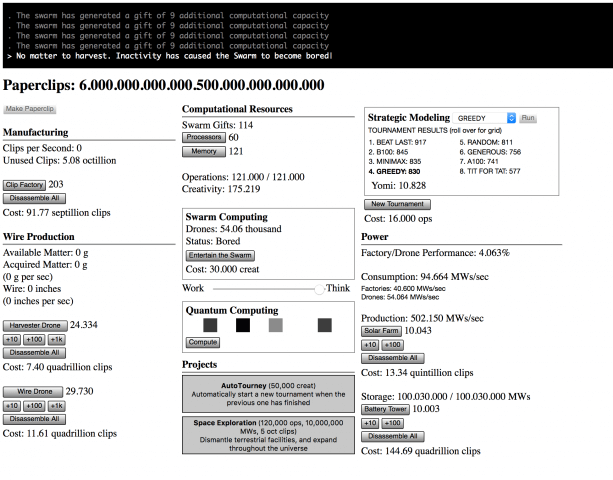 . The swarm has generated a gift of 9 additional computational capacity
. The swarm has generated a gift of 9 additional computational capacity
. The swarm has generated a gift of 9 additional computational capacity
. The swarm has generated a gift of 9 additional computational capacity
> No matter to harvest. Inactivity has caused the Swarm to become bored|
Paperclips: 6.000.000.000.000.500.000.000.000.000
Make Paperclip
Manufacturing
Clips per Second: 0
Unused Clips: 5.08 octillion
Clip Factory 203
Disassemble All
Cost: 91.77 septillion clips
Wire Production
Available Matter: 0 g
Acquired Matter: 0 g
(0 g per sec)
Wire: 0 inches
(0 inches per sec)
Harvester Drone 24.334
+10 +100 +1k
Disassemble All
Cost: 7.40 quadrillion clips
Wire Drone 29.730
+10 +100 +1k
Disassemble All
Cost: 11.61 quadrillion clips
Computational Resources
Swarm Gifts: 114
Processors 60
Memory 121
Operations: 121.000 / 121.000
Creativity: 175.219
Swarm Computing
Drones: 54.06 thousand
Status: Bored
Entertain the Swarm
Cost: 30.000 creat
Work Think
Quantum Computing
Compute
Projects
AutoTourney (50,000 creat)
Automatically start a new tournament when the
previous one has finished
Space Exploration (120,000 ops, 10,000,000
MWs, 5 oct clips)
Dismantle terrestrial facilities, and expand
throughout the universe
Strategic Modeling GREEDY Run
TOURNAMENT RESULTS (roll over for grid)
1. BEAT LAST: 917 5. RANDOM: 811
2. B100: 845 6. GENEROUS: 756
3. MINIMAX: 835 7. A100: 741
4. GREEDY: 830 8. TIT FOR TAT: 577
Yomi: 10.828
New Tournament
Cost: 16.000 ops
Power
Factory/Drone Performance: 4.063%
Consumption: 94.664 MWs/sec
Factories: 40.600 MWs/sec
Drones: 54.064 MWs/sec
Production: 502.150 MWs/sec
Solar Farm 10.043
+10 +100
Disassemble All
Cost: 13.34 quintillion clips
Storage: 100.030.000 / 100.030.000 MWs
Battery Tower 10.003
+10 +100
Disassemble All
Cost: 144.69 quadrillion clips